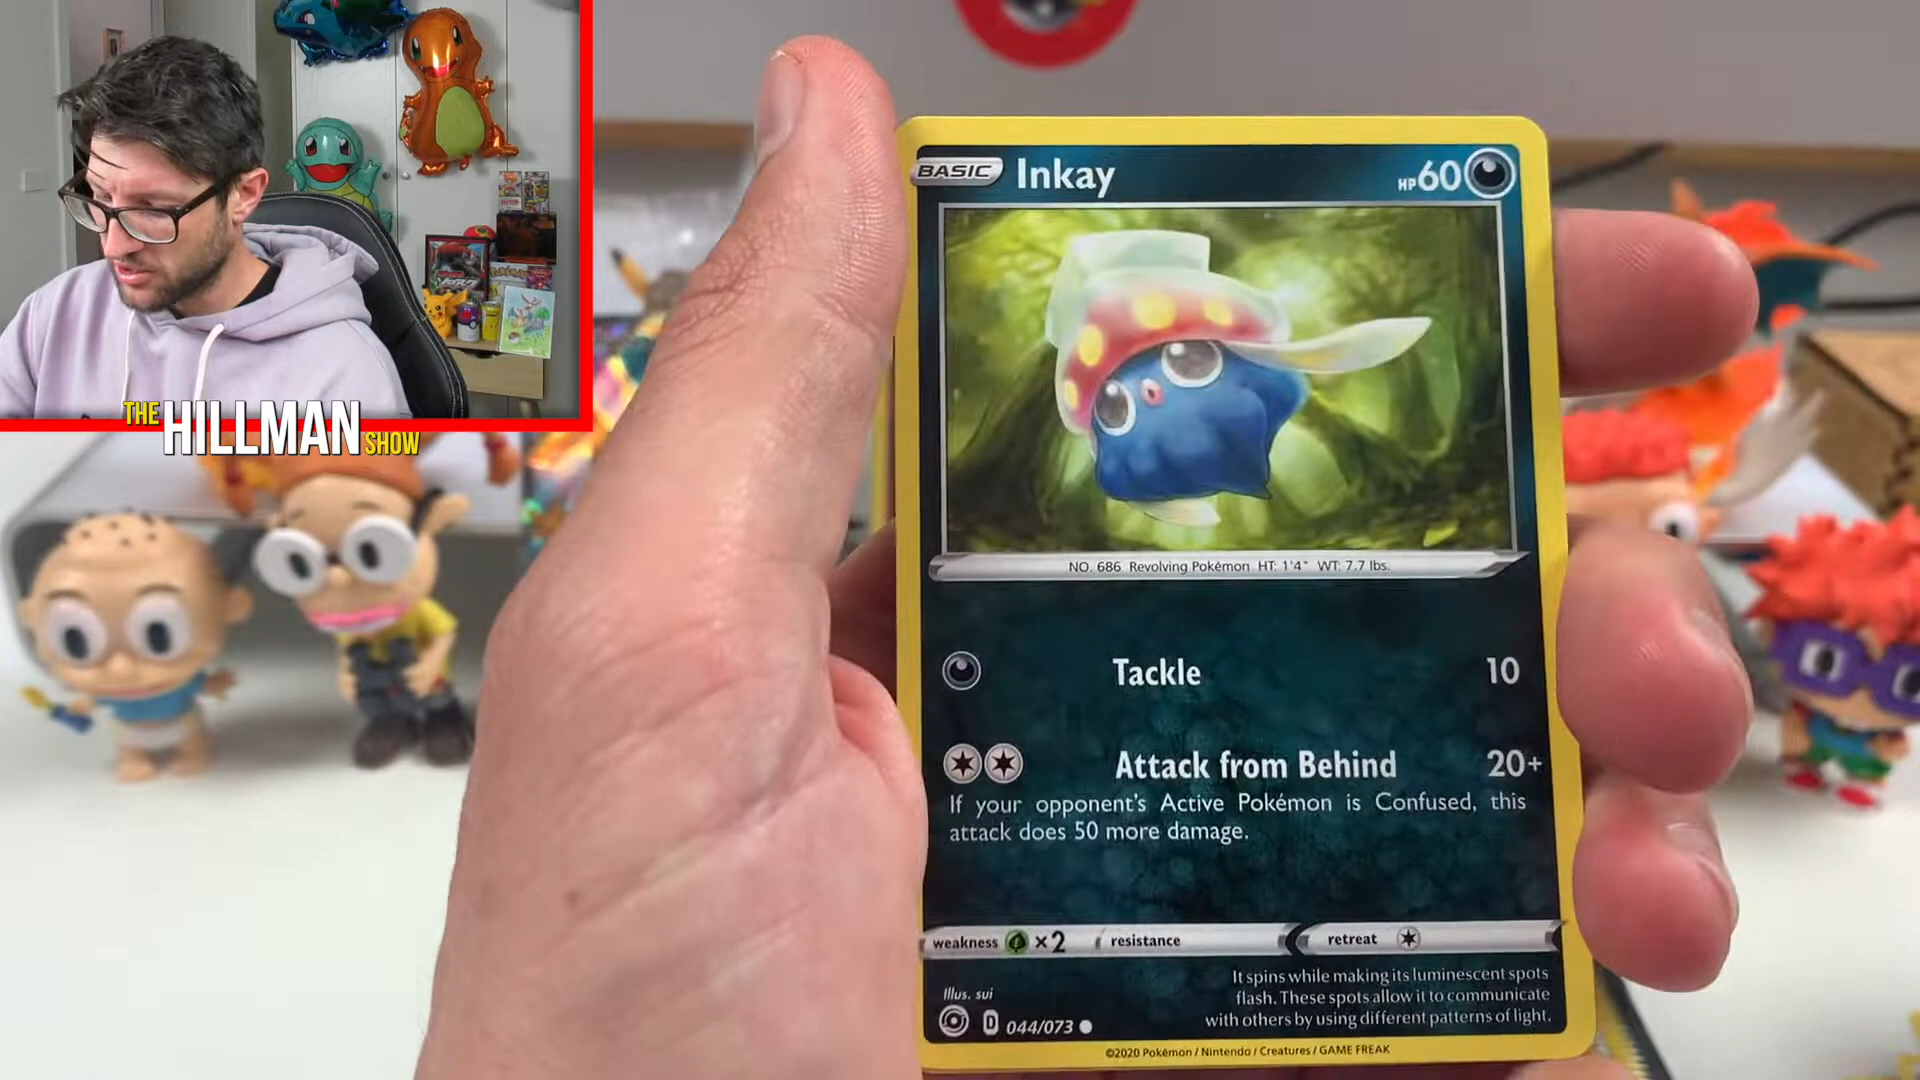 THE HILLMAN SHOW
BASIC Inkay HP 60
NO. 686 Revolving Pokémon HT: 1'4" WT: 7.7 lbs.
Tackle 10
Attack from Behind 20+
If your opponent's Active Pokémon is Confused, this
attack does 50 more damage.
weakness ×2 resistance retreat
It spins while making its luminescent spots
flash. These spots allow it to communicate
with others by using different patterns of light.
Illus. sui
D 044/073
©2020 Pokémon / Nintendo / Creatures / GAME FREAK